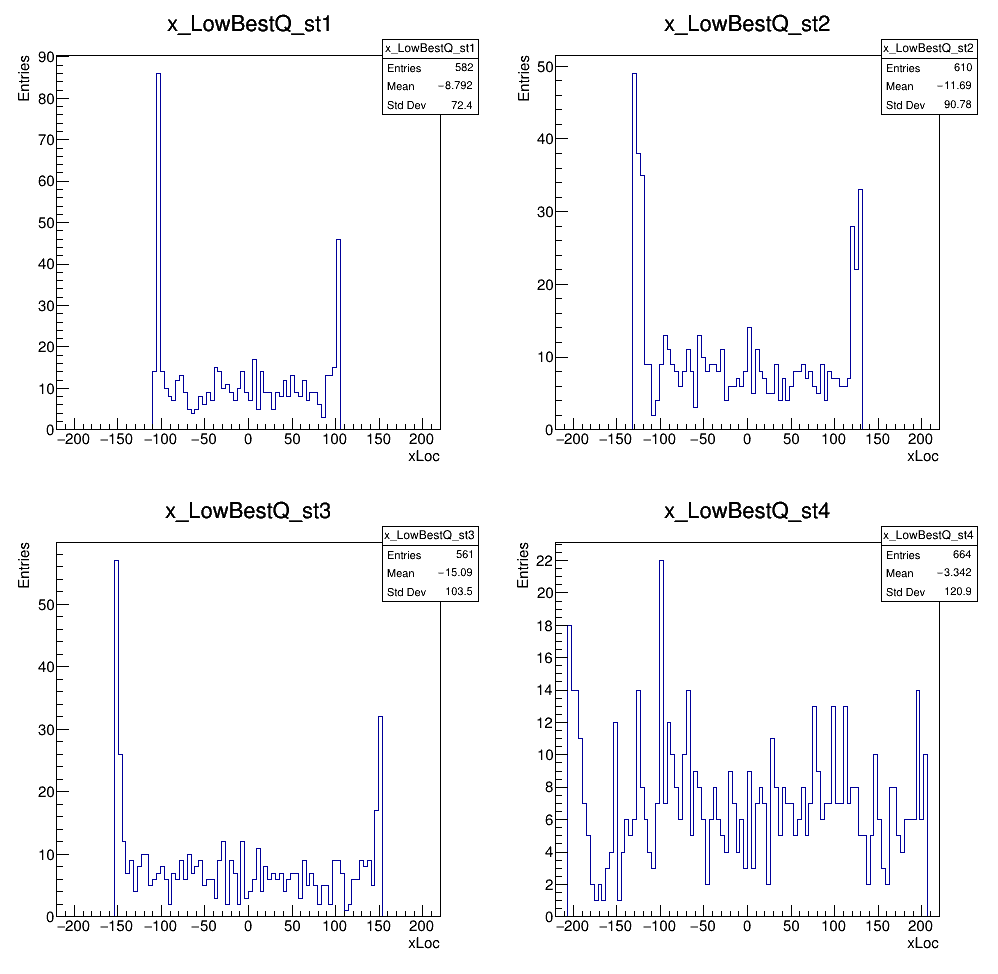 x_LowBestQ_st1
x_LowBestQ_st1
Entries 582
Mean −8.792
Std Dev 72.4
Entries
90
80
70
60
50
40
30
20
10
0
−200 −150 −100 −50 0 50 100 150 200
xLoc
x_LowBestQ_st2
x_LowBestQ_st2
Entries 610
Mean −11.69
Std Dev 90.78
Entries
50
40
30
20
10
0
−200 −150 −100 −50 0 50 100 150 200
xLoc
x_LowBestQ_st3
x_LowBestQ_st3
Entries 561
Mean −15.09
Std Dev 103.5
Entries
50
40
30
20
10
0
−200 −150 −100 −50 0 50 100 150 200
xLoc
x_LowBestQ_st4
x_LowBestQ_st4
Entries 664
Mean −3.342
Std Dev 120.9
Entries
22
20
18
16
14
12
10
8
6
4
2
0
−200 −150 −100 −50 0 50 100 150 200
xLoc